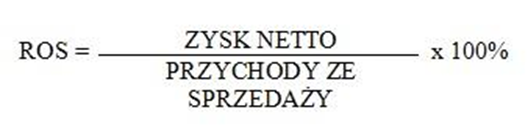 ZYSK NETTO
ROS = x 100%
PRZYCHODY ZE
SPRZEDAŻY